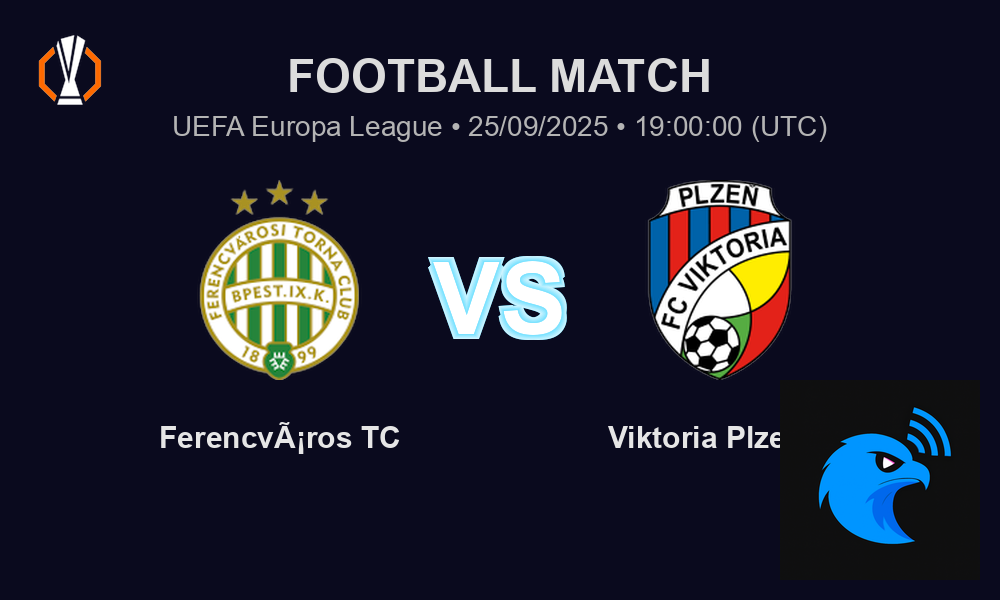 FOOTBALL MATCH
UEFA Europa League • 25/09/2025 • 19:00:00 (UTC)
FERENCVÁROSI TORNA CLUB
BPEST.IX.K.
18 99
PLZEŇ
FC VIKTORIA
VS
FerencvÃ¡ros TC
Viktoria Plze